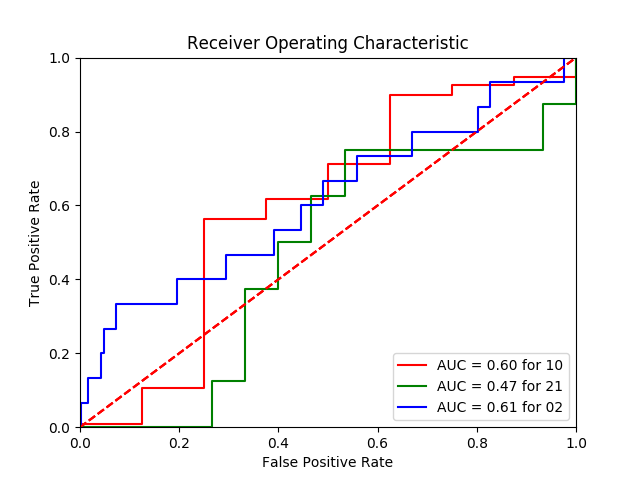 Receiver Operating Characteristic
1.0
0.8
0.6
0.4
0.2
0.0
True Positive Rate
AUC = 0.60 for 10
AUC = 0.47 for 21
AUC = 0.61 for 02
0.0 0.2 0.4 0.6 0.8 1.0
False Positive Rate